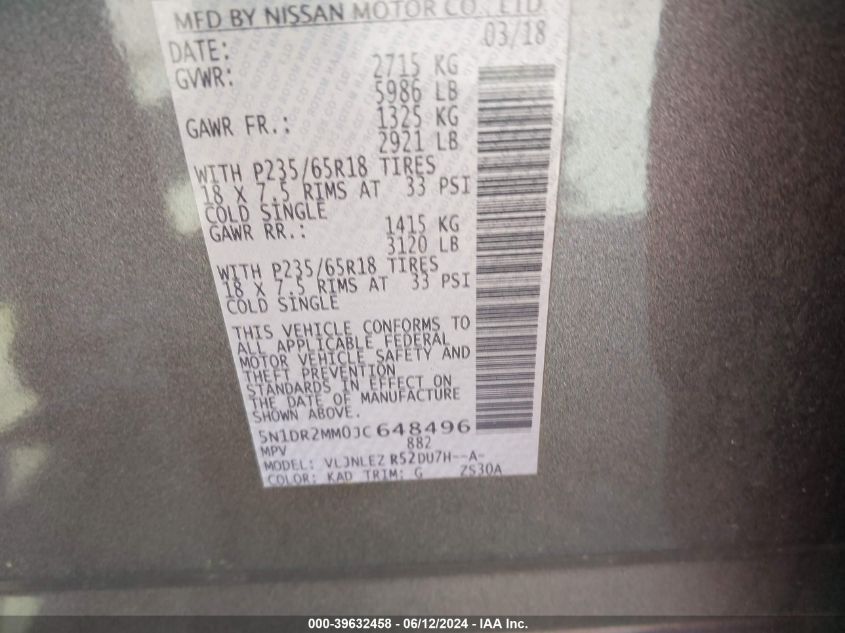 MFD BY NISSAN MOTOR CO., LTD.
DATE: 03/18
GVWR: 2715 KG
5986 LB
GAWR FR.: 1325 KG
2921 LB
WITH P235/65R18 TIRES
18 X 7.5 RIMS AT 33 PSI
COLD SINGLE
GAWR RR.: 1415 KG
3120 LB
WITH P235/65R18 TIRES
18 X 7.5 RIMS AT 33 PSI
COLD SINGLE
THIS VEHICLE CONFORMS TO
ALL APPLICABLE FEDERAL
MOTOR VEHICLE SAFETY AND
THEFT PREVENTION
STANDARDS IN EFFECT ON
THE DATE OF MANUFACTURE
SHOWN ABOVE.
5N1DR2MM0JC648496
MPV 882
MODEL: VLJNLEZ R52DU7H--A-
COLOR: KAD TRIM: G ZS30A
000-39632458 - 06/12/2024 - IAA Inc.